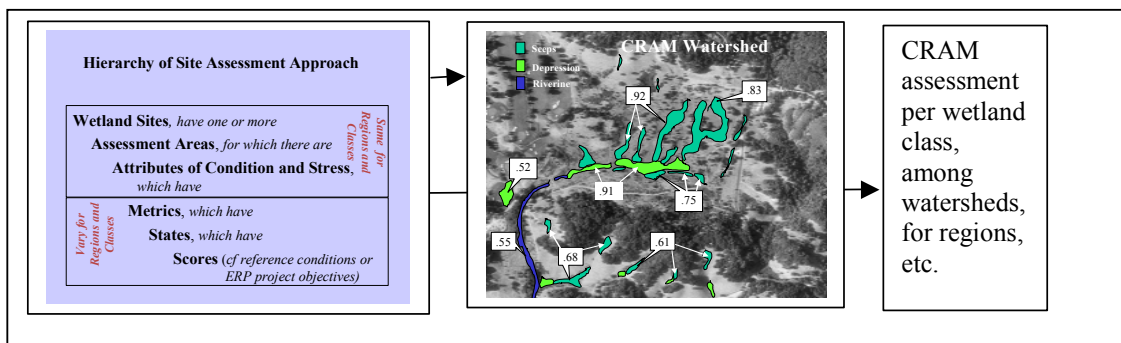 Hierarchy of Site Assessment Approach
Wetland Sites, have one or more
Assessment Areas, for which there are
Attributes of Condition and Stress,
which have
Same for
Regions and
Classes
Metrics, which have
States, which have
Scores (cf reference conditions or
ERP project objectives)
Vary for
Regions and Classes
CRAM Watershed
Seeps
Depression
Riverine
.92
.83
.52
.91
.75
.55
.68
.61
CRAM
assessment
per wetland
class,
among
watersheds,
for regions,
etc.